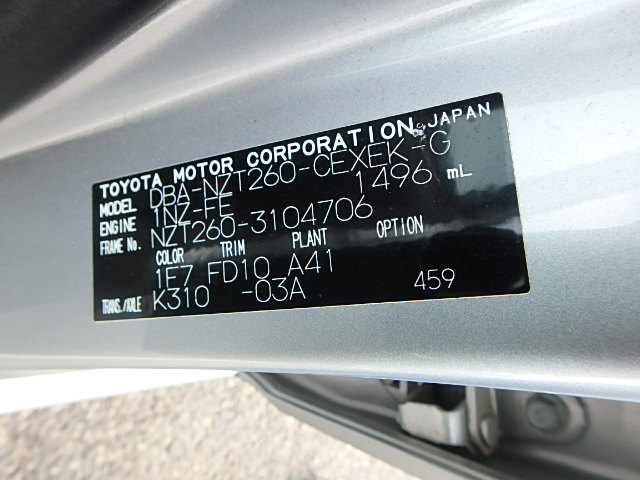 TOYOTA MOTOR CORPORATION JAPAN
MODEL DBA-NZT260-CEXEK-G
ENGINE 1NZ-FE 1496 mL
FRAME No. NZT260-3104706
COLOR TRIM PLANT OPTION
1E7 FD10 A41
TRANS./AXLE K310 -03A 459